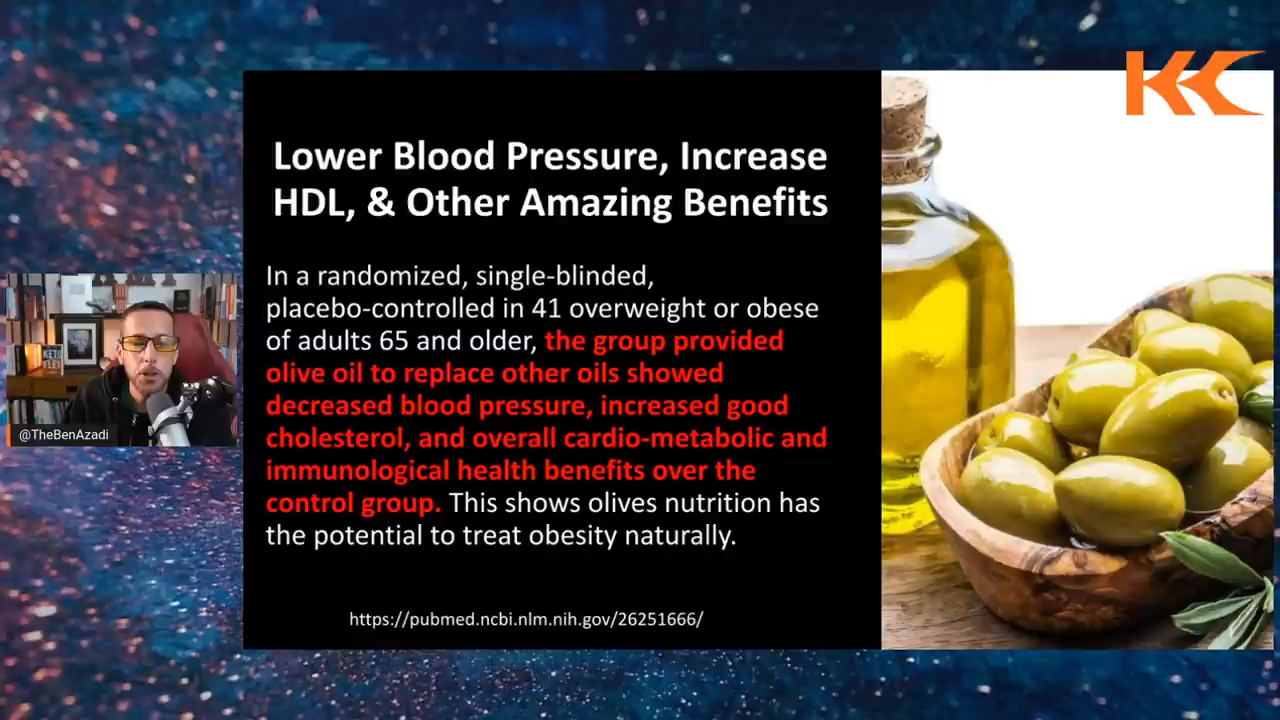 KKC
Lower Blood Pressure, Increase
HDL, & Other Amazing Benefits
In a randomized, single-blinded,
placebo-controlled in 41 overweight or obese
of adults 65 and older, the group provided
olive oil to replace other oils showed
decreased blood pressure, increased good
cholesterol, and overall cardio-metabolic and
immunological health benefits over the
control group. This shows olives nutrition has
the potential to treat obesity naturally.
https://pubmed.ncbi.nlm.nih.gov/26251666/
KETO
FLEX
@TheBenAzadi